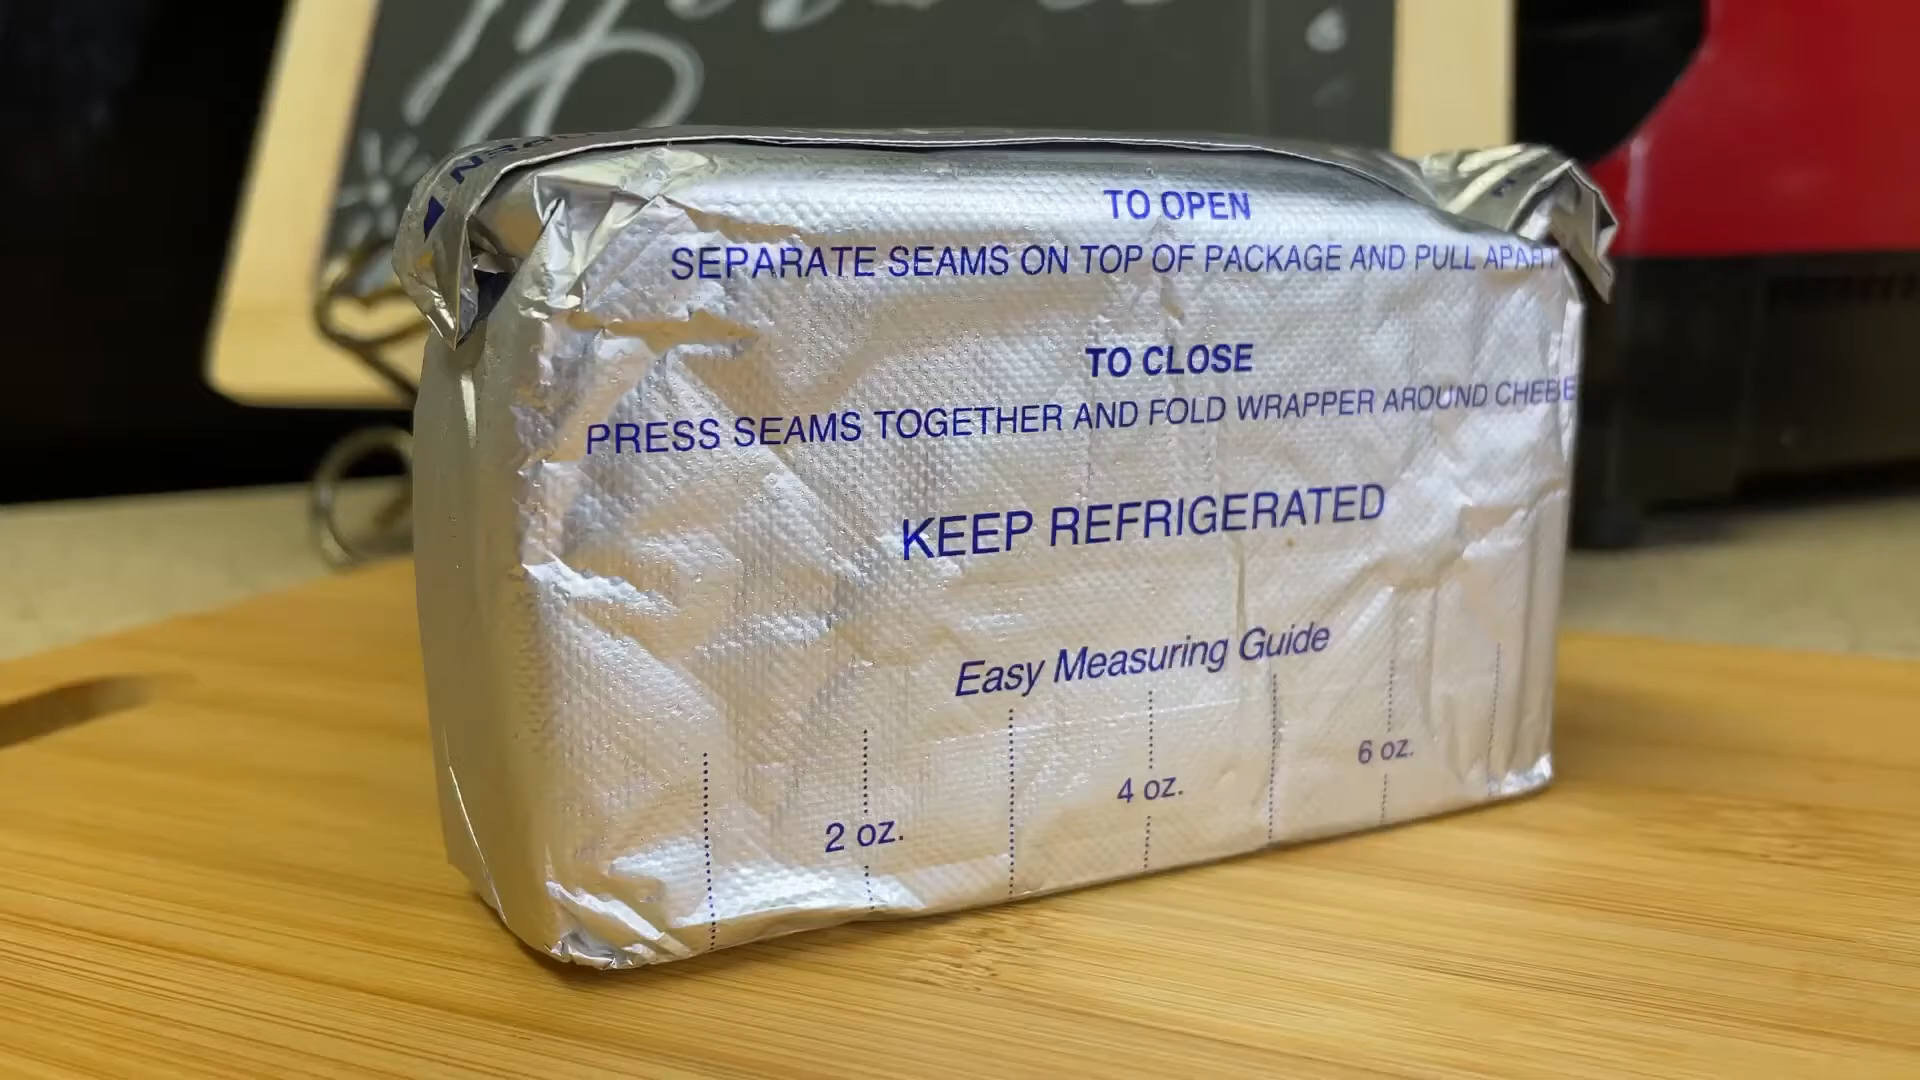 OPEN
TO OPEN
SEPARATE SEAMS ON TOP OF PACKAGE AND PULL APART
TO CLOSE
PRESS SEAMS TOGETHER AND FOLD WRAPPER AROUND CHEESE
KEEP REFRIGERATED
Easy Measuring Guide
2 oz.
4 oz.
6 oz.